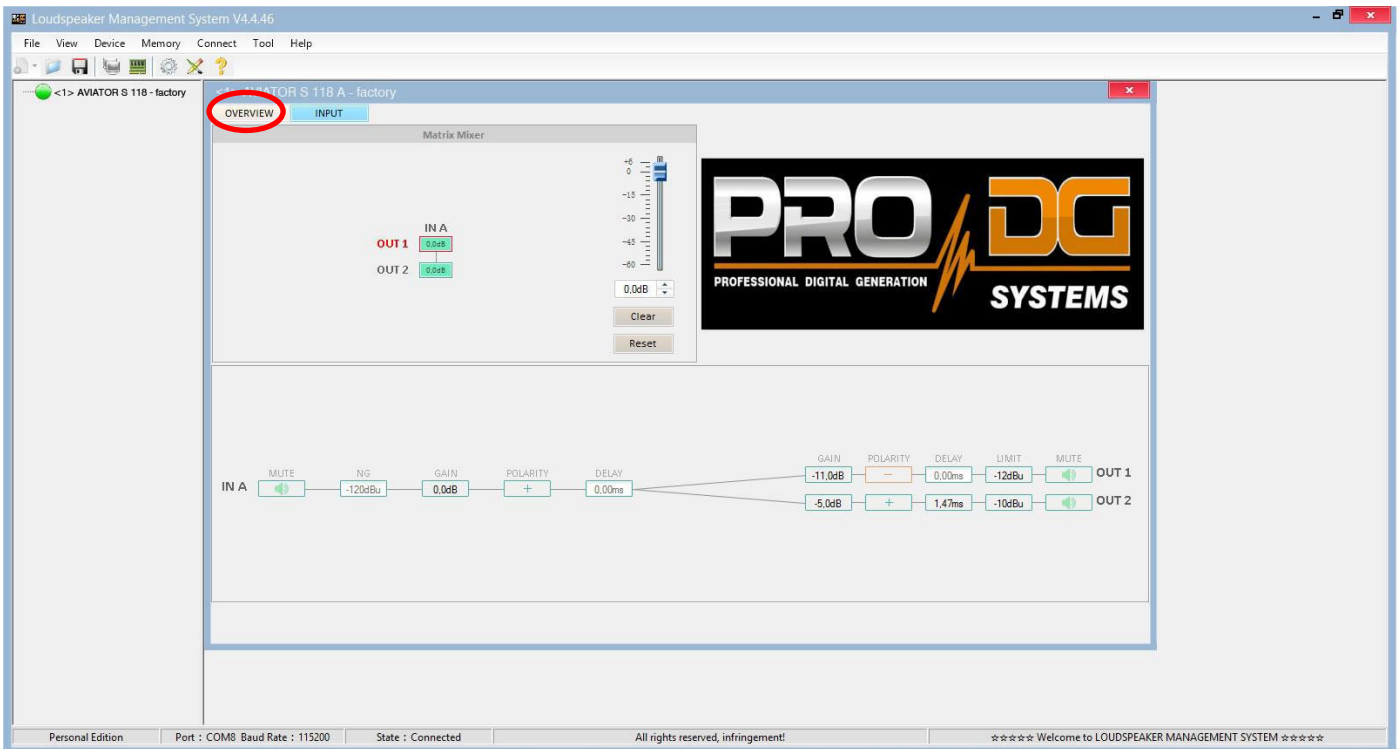 Loudspeaker Management System V4.4.46
File View Device Memory Connect Tool Help
<1> AVIATOR S 118 - factory
<1> AVIATOR S 118 A - factory
OVERVIEW INPUT
Matrix Mixer
+6
0
-15
-30
-45
-60
IN A
OUT 1 0,0dB
OUT 2 0,0dB
0,0dB
Clear
Reset
PRO DG
PROFESSIONAL DIGITAL GENERATION
SYSTEMS
GAIN POLARITY DELAY LIMIT MUTE
-11,0dB − 0,00ms -12dBu OUT 1
MUTE NG GAIN POLARITY DELAY
IN A -120dBu 0,0dB + 0,00ms
-5,0dB + 1,47ms -10dBu OUT 2
Personal Edition Port : COM8 Baud Rate : 115200 State : Connected All rights reserved, infringement! ☆☆☆☆☆ Welcome to LOUDSPEAKER MANAGEMENT SYSTEM ☆☆☆☆☆